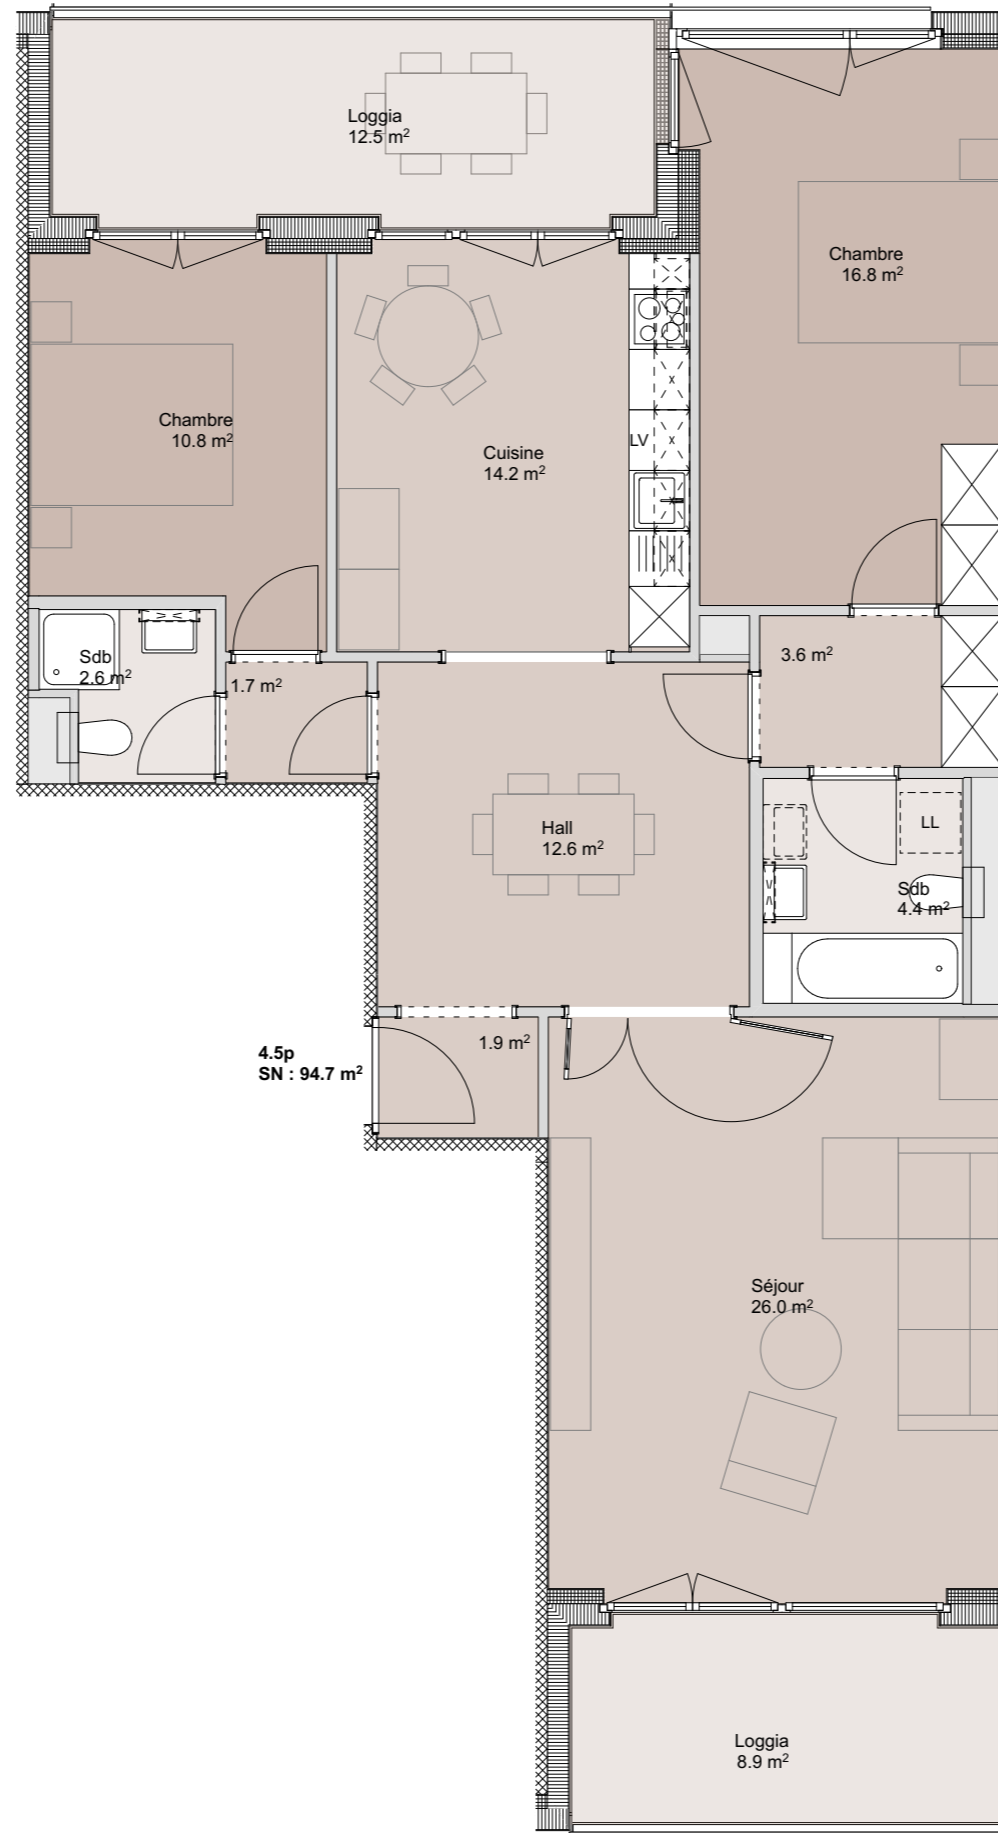 Loggia
12.5 m²
Chambre
16.8 m²
Chambre
10.8 m²
Cuisine
14.2 m²
LV
Sdb
2.6 m²
1.7 m²
3.6 m²
Hall
12.6 m²
LL
Sdb
4.4 m²
4.5p
SN : 94.7 m²
1.9 m²
Séjour
26.0 m²
Loggia
8.9 m²